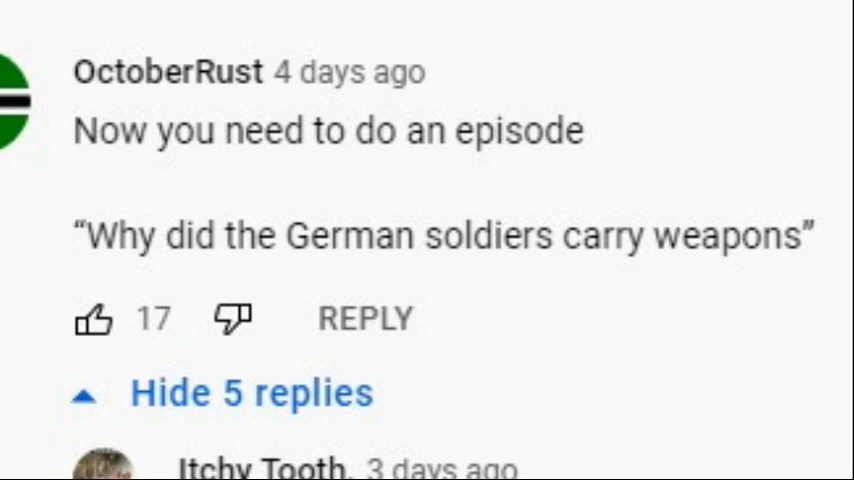 OctoberRust 4 days ago
Now you need to do an episode
“Why did the German soldiers carry weapons”
17 REPLY
Hide 5 replies
Itchy Tooth. 3 days ago